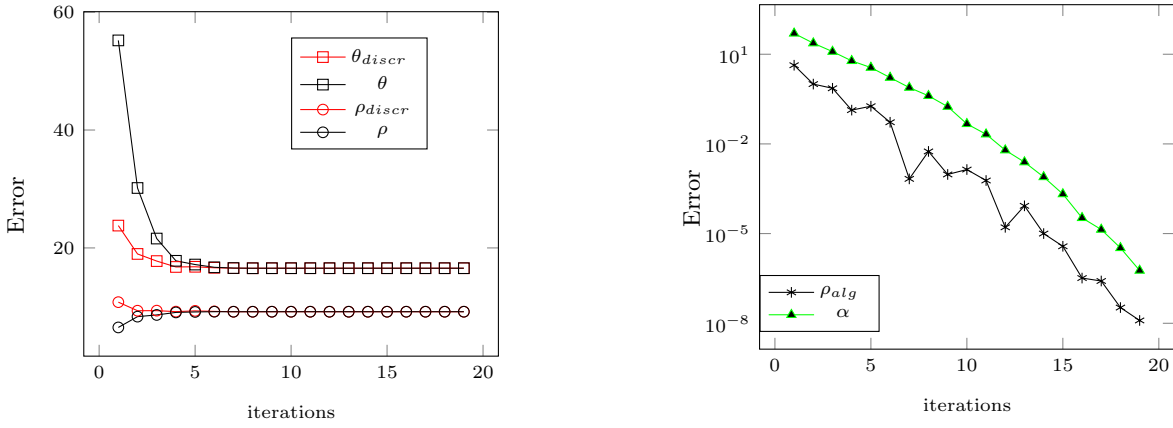 60
40
20
Error
0 5 10 15 20
iterations
θ_discr
θ
ρ_discr
ρ
10^1
10^−2
10^−5
10^−8
Error
0 5 10 15 20
iterations
ρ_alg
α